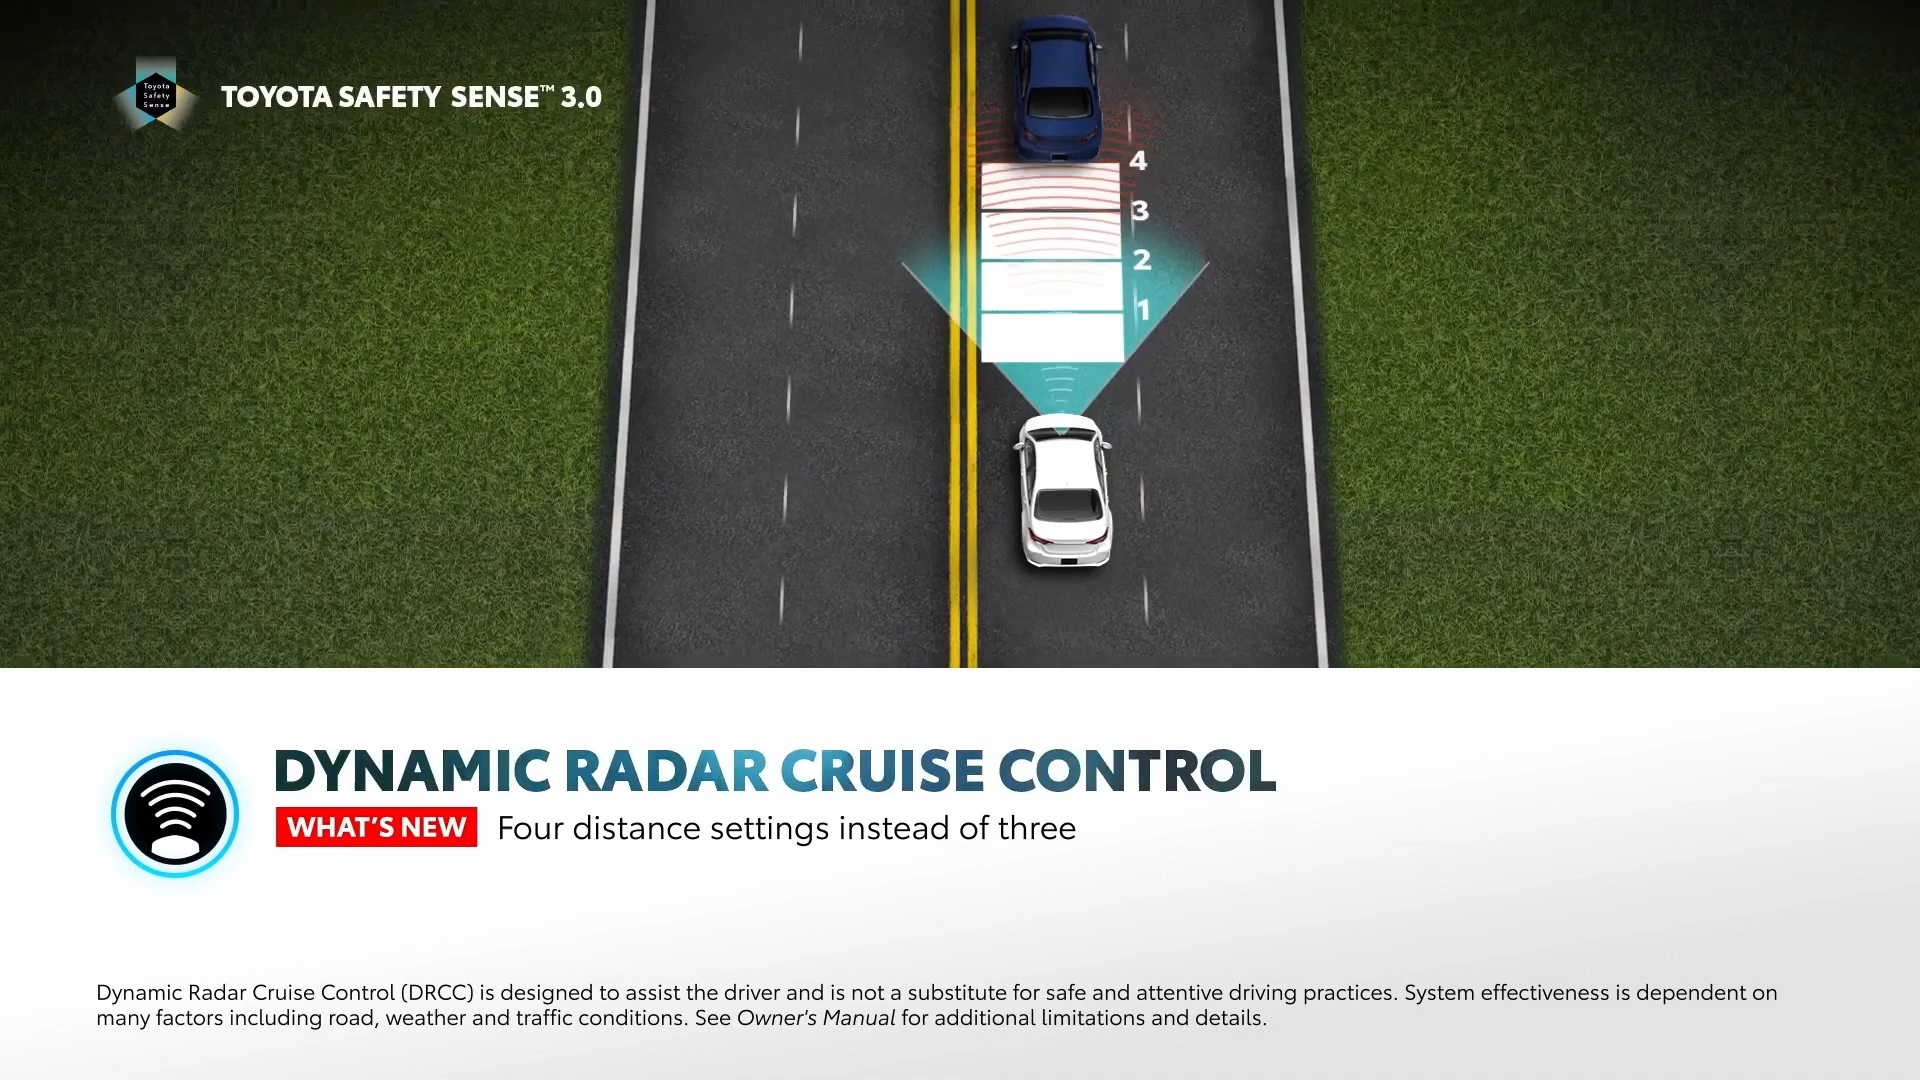 Toyota
Safety
Sense
TOYOTA SAFETY SENSE™ 3.0
4
3
2
1
DYNAMIC RADAR CRUISE CONTROL
WHAT'S NEW Four distance settings instead of three
Dynamic Radar Cruise Control (DRCC) is designed to assist the driver and is not a substitute for safe and attentive driving practices. System effectiveness is dependent on
many factors including road, weather and traffic conditions. See Owner's Manual for additional limitations and details.